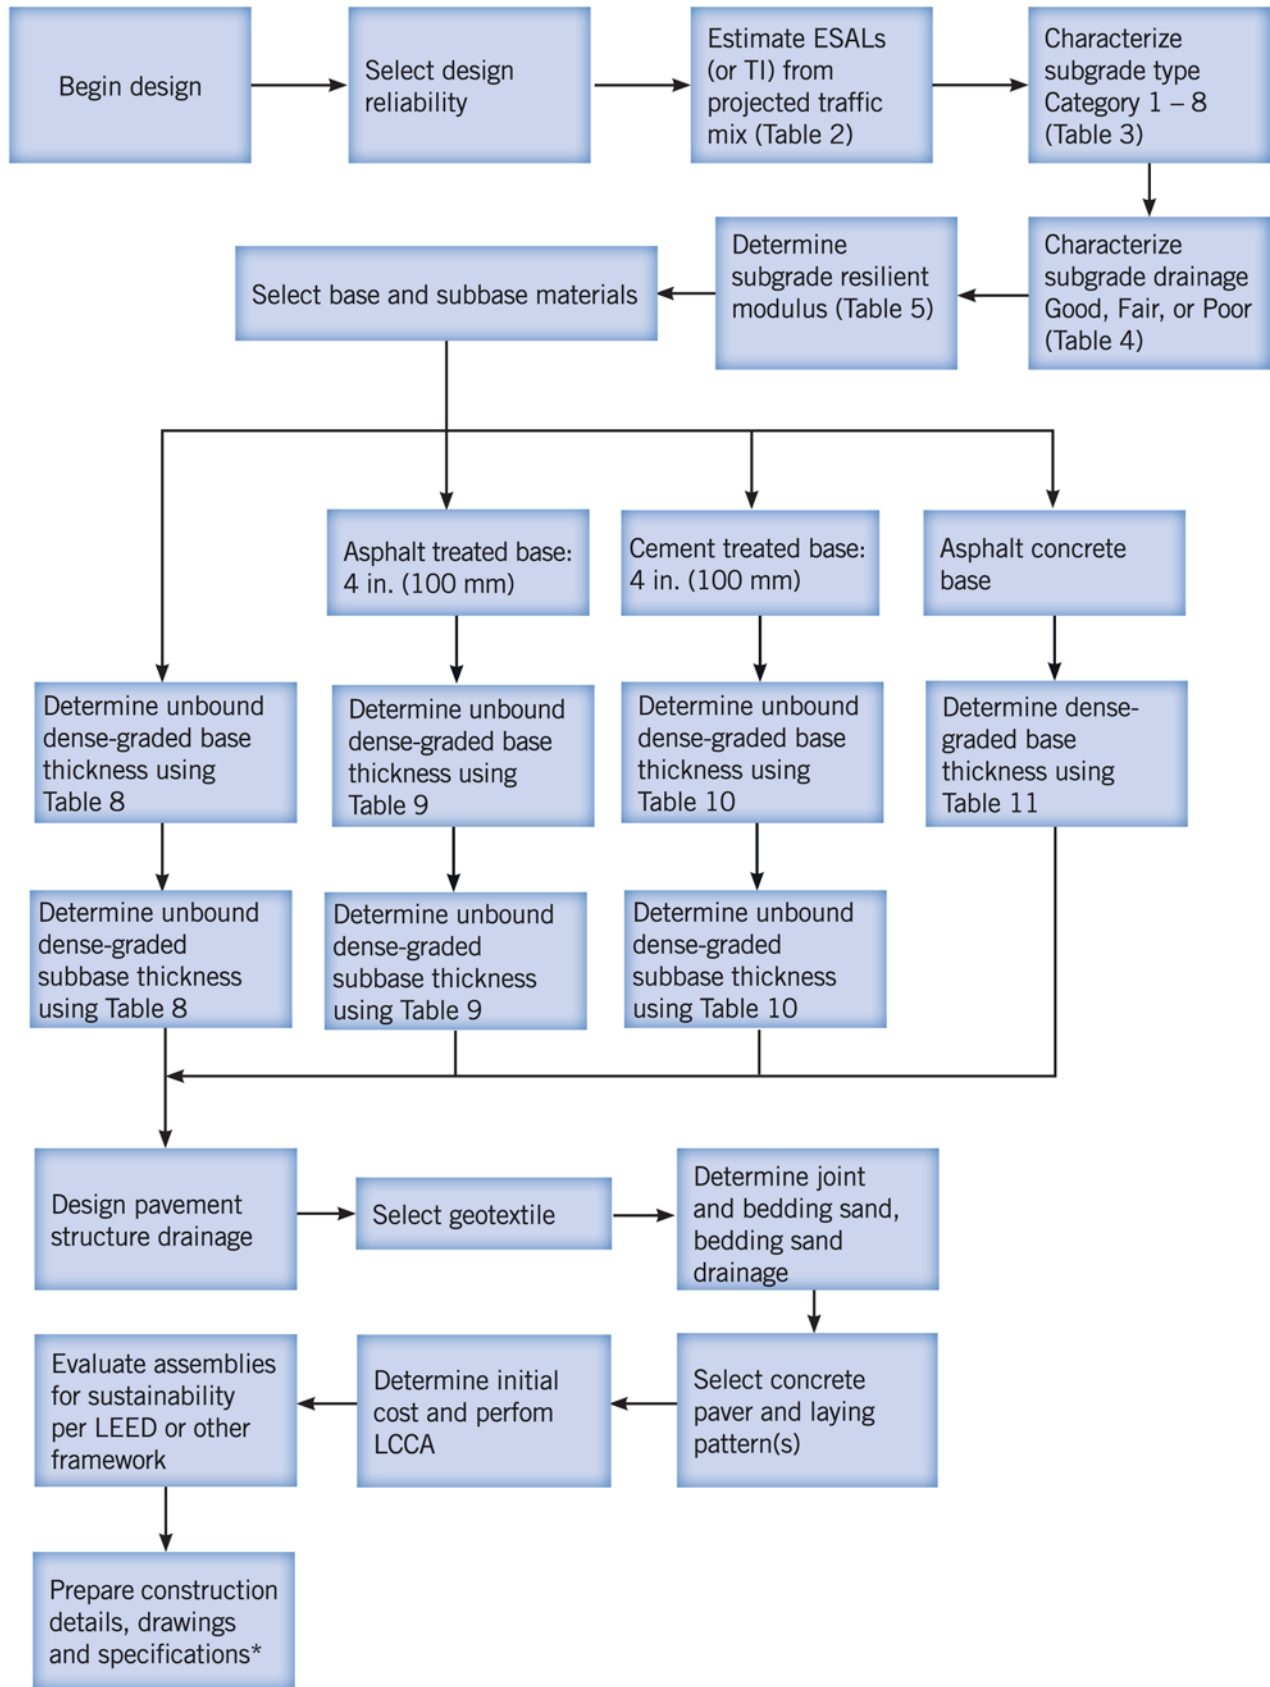 Begin design
Select design
reliability
Estimate ESALs
(or TI) from
projected traffic
mix (Table 2)
Characterize
subgrade type
Category 1 – 8
(Table 3)
Characterize
subgrade drainage
Good, Fair, or Poor
(Table 4)
Determine
subgrade resilient
modulus (Table 5)
Select base and subbase materials
Asphalt treated base:
4 in. (100 mm)
Cement treated base:
4 in. (100 mm)
Asphalt concrete
base
Determine unbound
dense-graded base
thickness using
Table 8
Determine unbound
dense-graded base
thickness using
Table 9
Determine unbound
dense-graded base
thickness using
Table 10
Determine dense-
graded base
thickness using
Table 11
Determine unbound
dense-graded
subbase thickness
using Table 8
Determine unbound
dense-graded
subbase thickness
using Table 9
Determine unbound
dense-graded
subbase thickness
using Table 10
Design pavement
structure drainage
Select geotextile
Determine joint
and bedding sand,
bedding sand
drainage
Select concrete
paver and laying
pattern(s)
Determine initial
cost and perfom
LCCA
Evaluate assemblies
for sustainability
per LEED or other
framework
Prepare construction
details, drawings
and specifications*